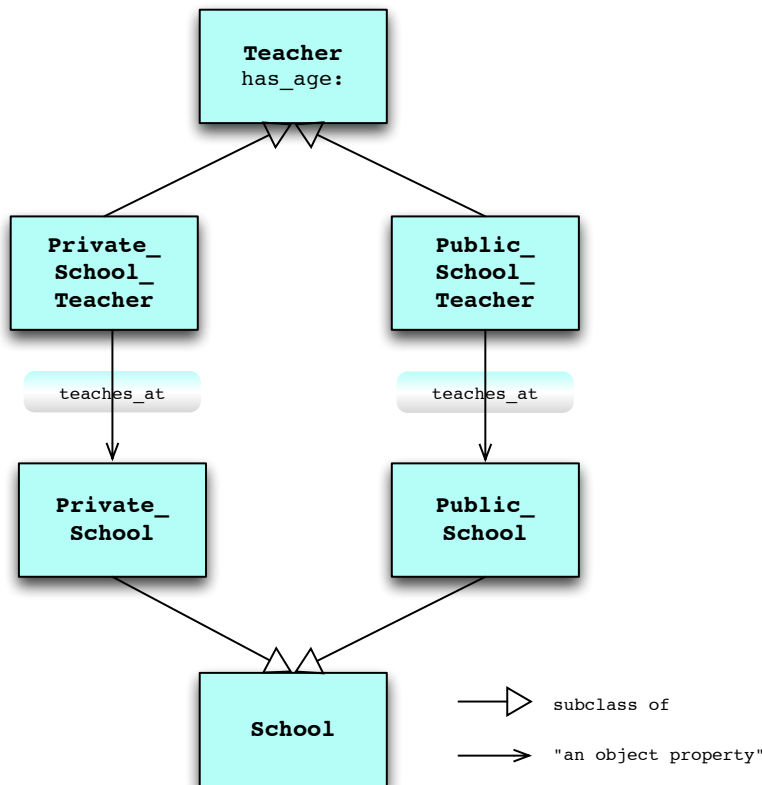 Teacher
has_age:
Private_
School_
Teacher
Public_
School_
Teacher
teaches_at
teaches_at
Private_
School
Public_
School
School
subclass of
"an object property"